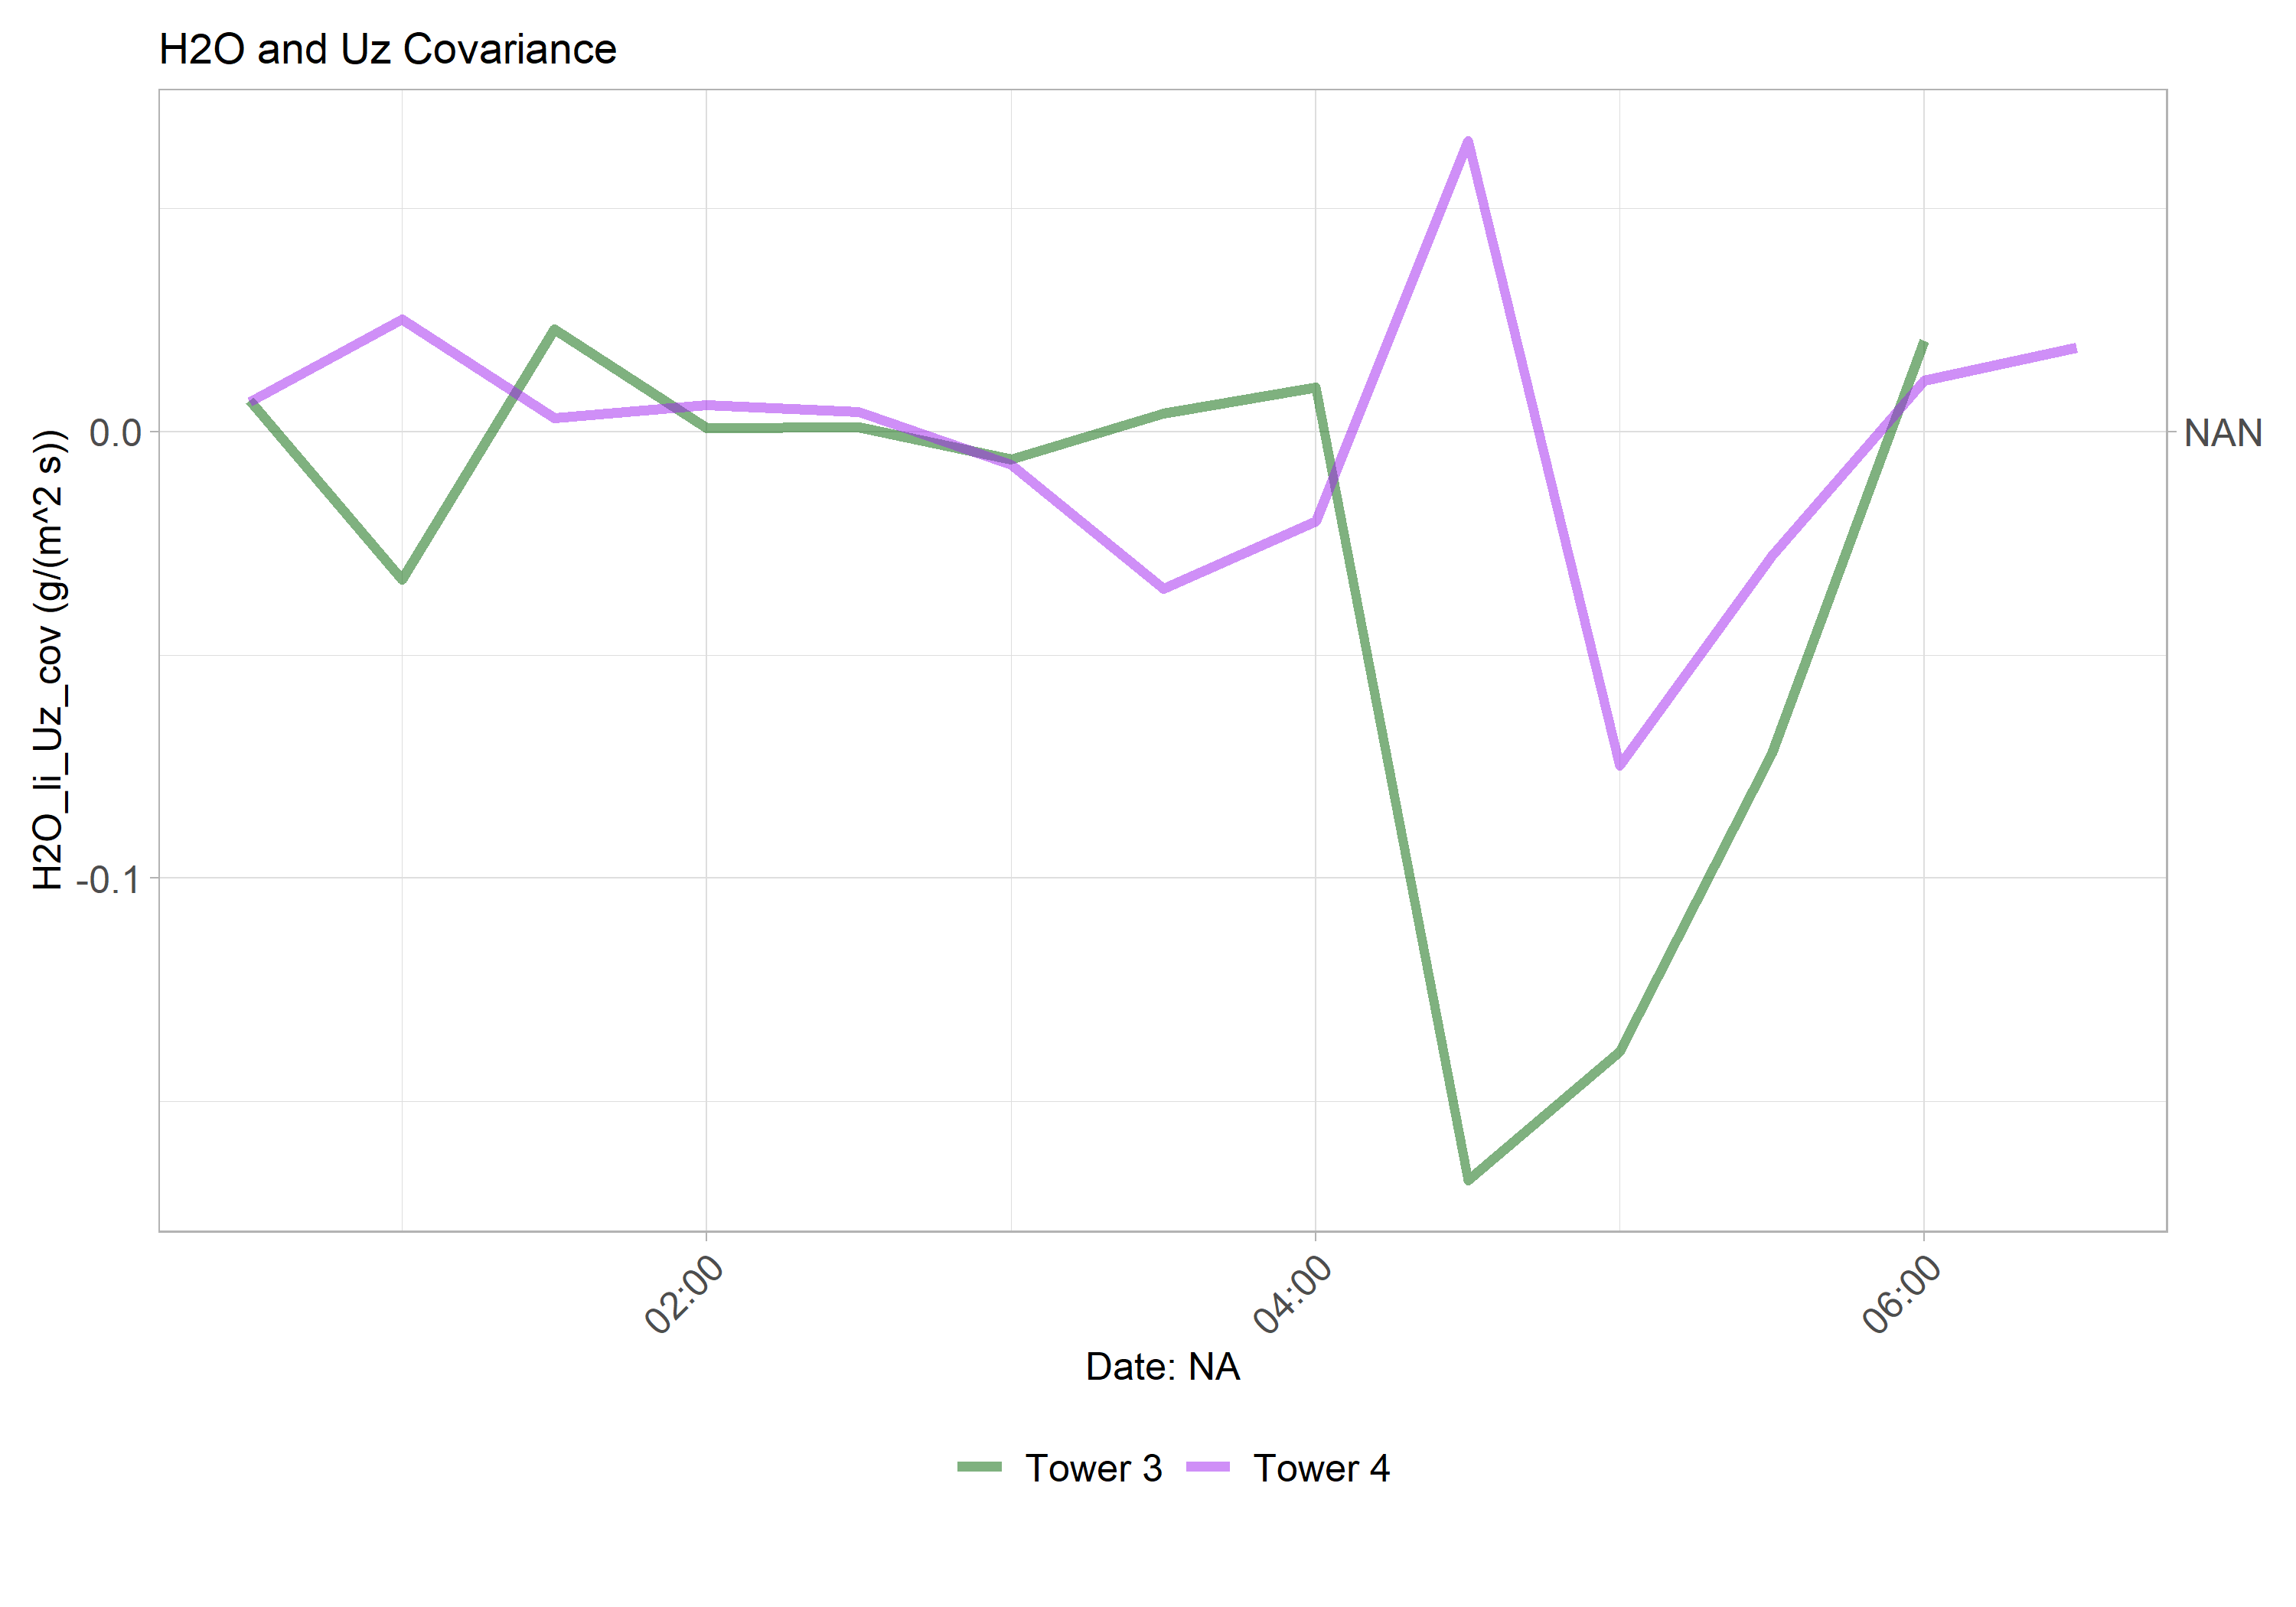 H2O and Uz Covariance
H2O_li_Uz_cov (g/(m^2 s))
0.0
-0.1
NAN
02:00
04:00
06:00
Date: NA
Tower 3
Tower 4